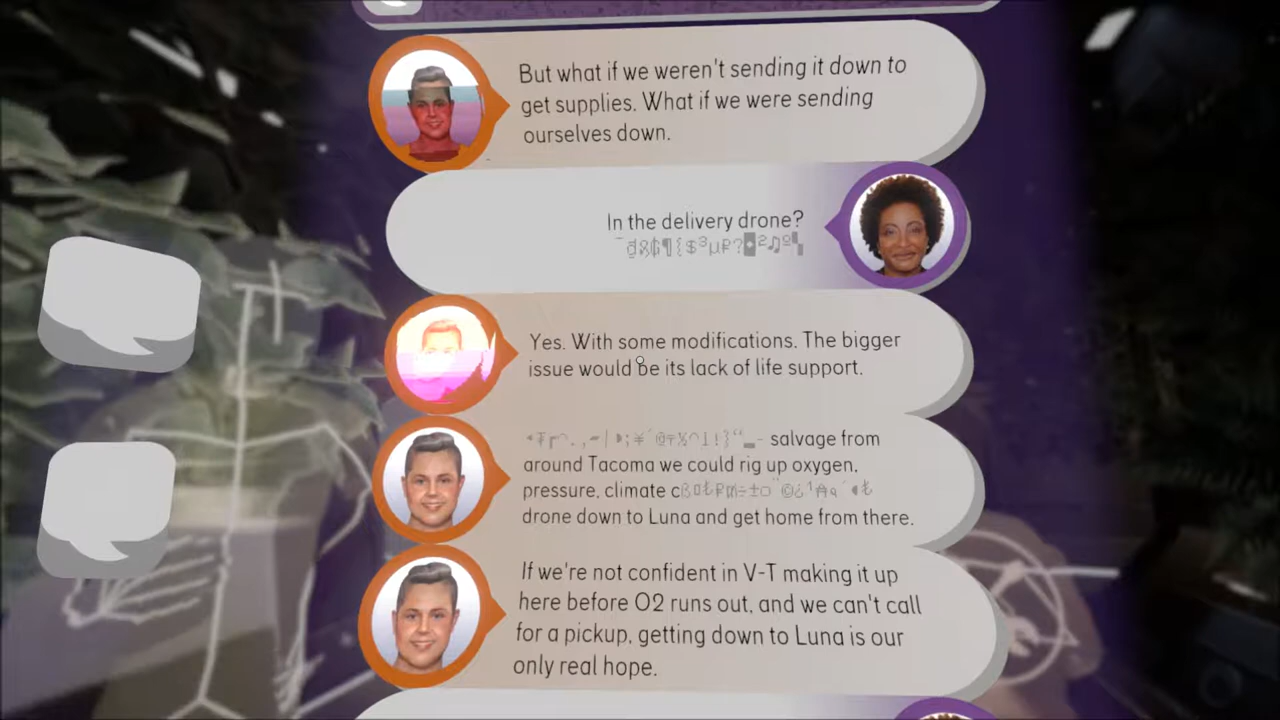 But what if we weren't sending it down to
get supplies. What if we were sending
ourselves down.
In the delivery drone?
Yes. With some modifications. The bigger
issue would be its lack of life support.
- salvage from
around Tacoma we could rig up oxygen,
pressure, climate c
drone down to Luna and get home from there.
If we're not confident in V-T making it up
here before O2 runs out, and we can't call
for a pickup, getting down to Luna is our
only real hope.